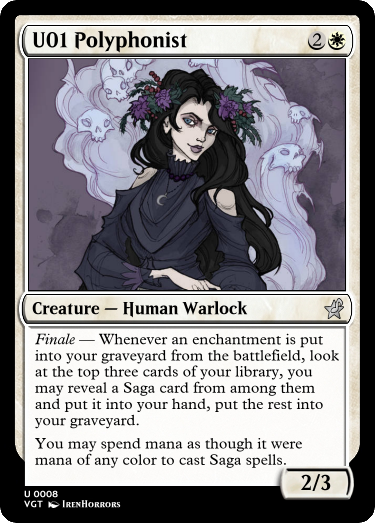 U01 Polyphonist 2
Creature — Human Warlock
Finale — Whenever an enchantment is put
into your graveyard from the battlefield, look
at the top three cards of your library, you
may reveal a Saga card from among them
and put it into your hand, put the rest into
your graveyard.
You may spend mana as though it were
mana of any color to cast Saga spells.
2/3
U 0008
VGT IrenHorrors